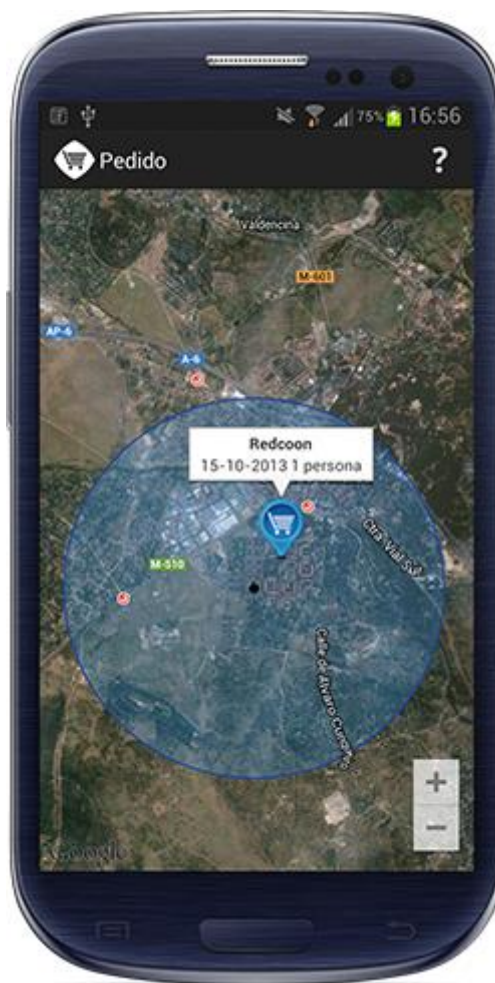 75% 16:56
Pedido ?
Valdencina
M-601
AP-6
A-6
Redcoon
15-10-2013 1 persona
Ctra. Vial Sur
M-510
Calle de Álvaro Cunqueiro
+
−
Google